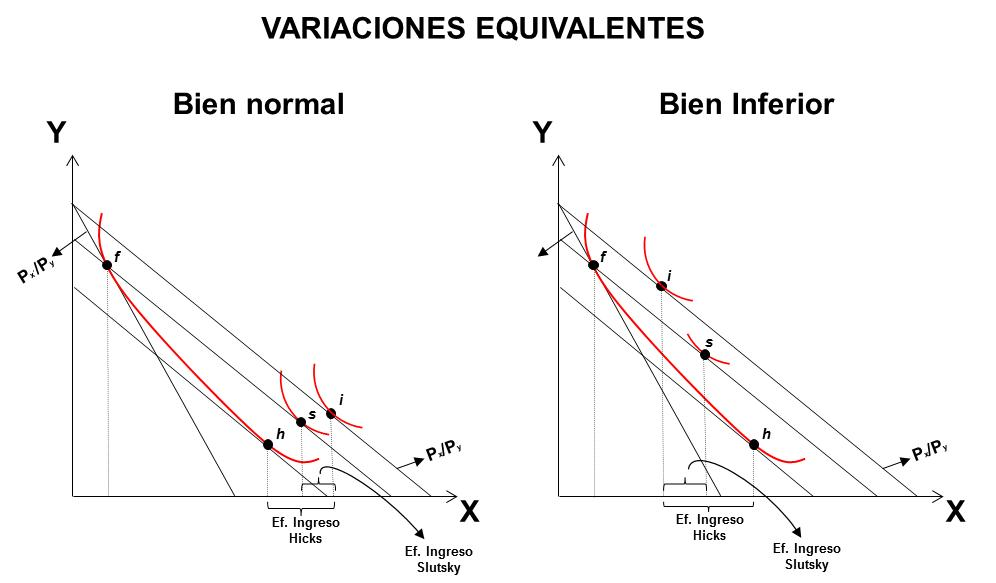 VARIACIONES EQUIVALENTES
Bien normal
Y
Px/Py
f
h
s
i
Px/Py
X
Ef. Ingreso
Hicks
Ef. Ingreso
Slutsky
Bien Inferior
Y
f
i
s
h
Px/Py
X
Ef. Ingreso
Hicks
Ef. Ingreso
Slutsky